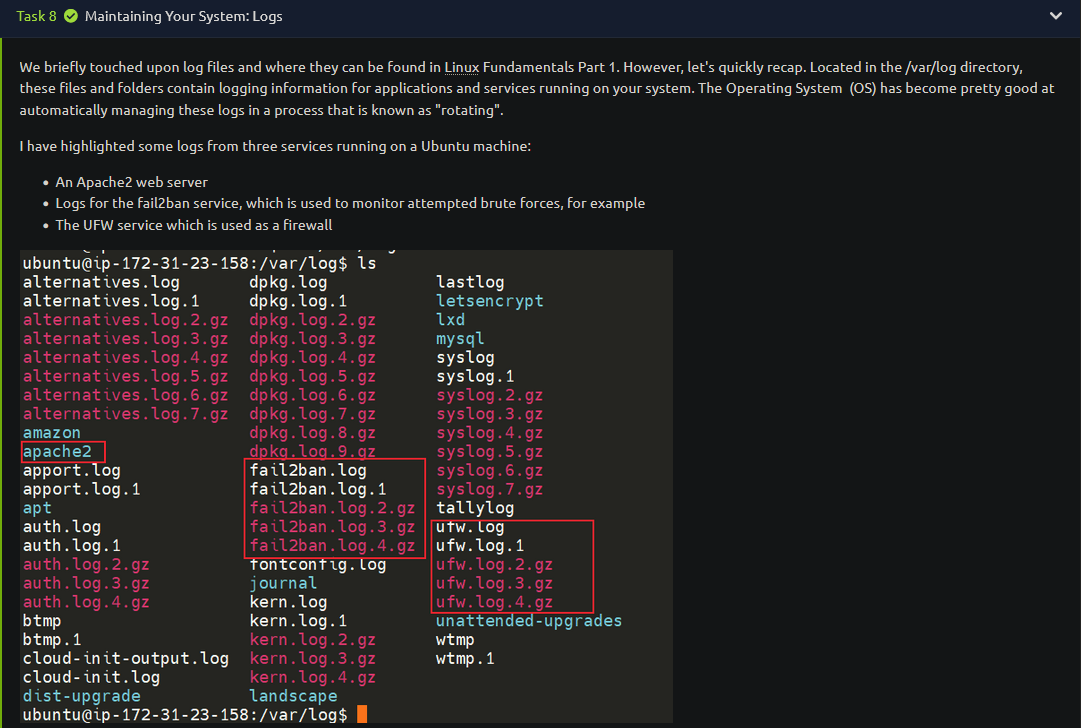 Task 8 Maintaining Your System: Logs
We briefly touched upon log files and where they can be found in Linux Fundamentals Part 1. However, let's quickly recap. Located in the /var/log directory,
these files and folders contain logging information for applications and services running on your system. The Operating System (OS) has become pretty good at
automatically managing these logs in a process that is known as "rotating".
I have highlighted some logs from three services running on a Ubuntu machine:
• An Apache2 web server
• Logs for the fail2ban service, which is used to monitor attempted brute forces, for example
• The UFW service which is used as a firewall
ubuntu@ip-172-31-23-158:/var/log$ ls
alternatives.log dpkg.log lastlog
alternatives.log.1 dpkg.log.1 letsencrypt
alternatives.log.2.gz dpkg.log.2.gz lxd
alternatives.log.3.gz dpkg.log.3.gz mysql
alternatives.log.4.gz dpkg.log.4.gz syslog
alternatives.log.5.gz dpkg.log.5.gz syslog.1
alternatives.log.6.gz dpkg.log.6.gz syslog.2.gz
alternatives.log.7.gz dpkg.log.7.gz syslog.3.gz
amazon dpkg.log.8.gz syslog.4.gz
apache2 dpkg.log.9.gz syslog.5.gz
apport.log fail2ban.log syslog.6.gz
apport.log.1 fail2ban.log.1 syslog.7.gz
apt fail2ban.log.2.gz tallylog
auth.log fail2ban.log.3.gz ufw.log
auth.log.1 fail2ban.log.4.gz ufw.log.1
auth.log.2.gz fontconfig.log ufw.log.2.gz
auth.log.3.gz journal ufw.log.3.gz
auth.log.4.gz kern.log ufw.log.4.gz
btmp kern.log.1 unattended-upgrades
btmp.1 kern.log.2.gz wtmp
cloud-init-output.log kern.log.3.gz wtmp.1
cloud-init.log kern.log.4.gz
dist-upgrade landscape
ubuntu@ip-172-31-23-158:/var/log$